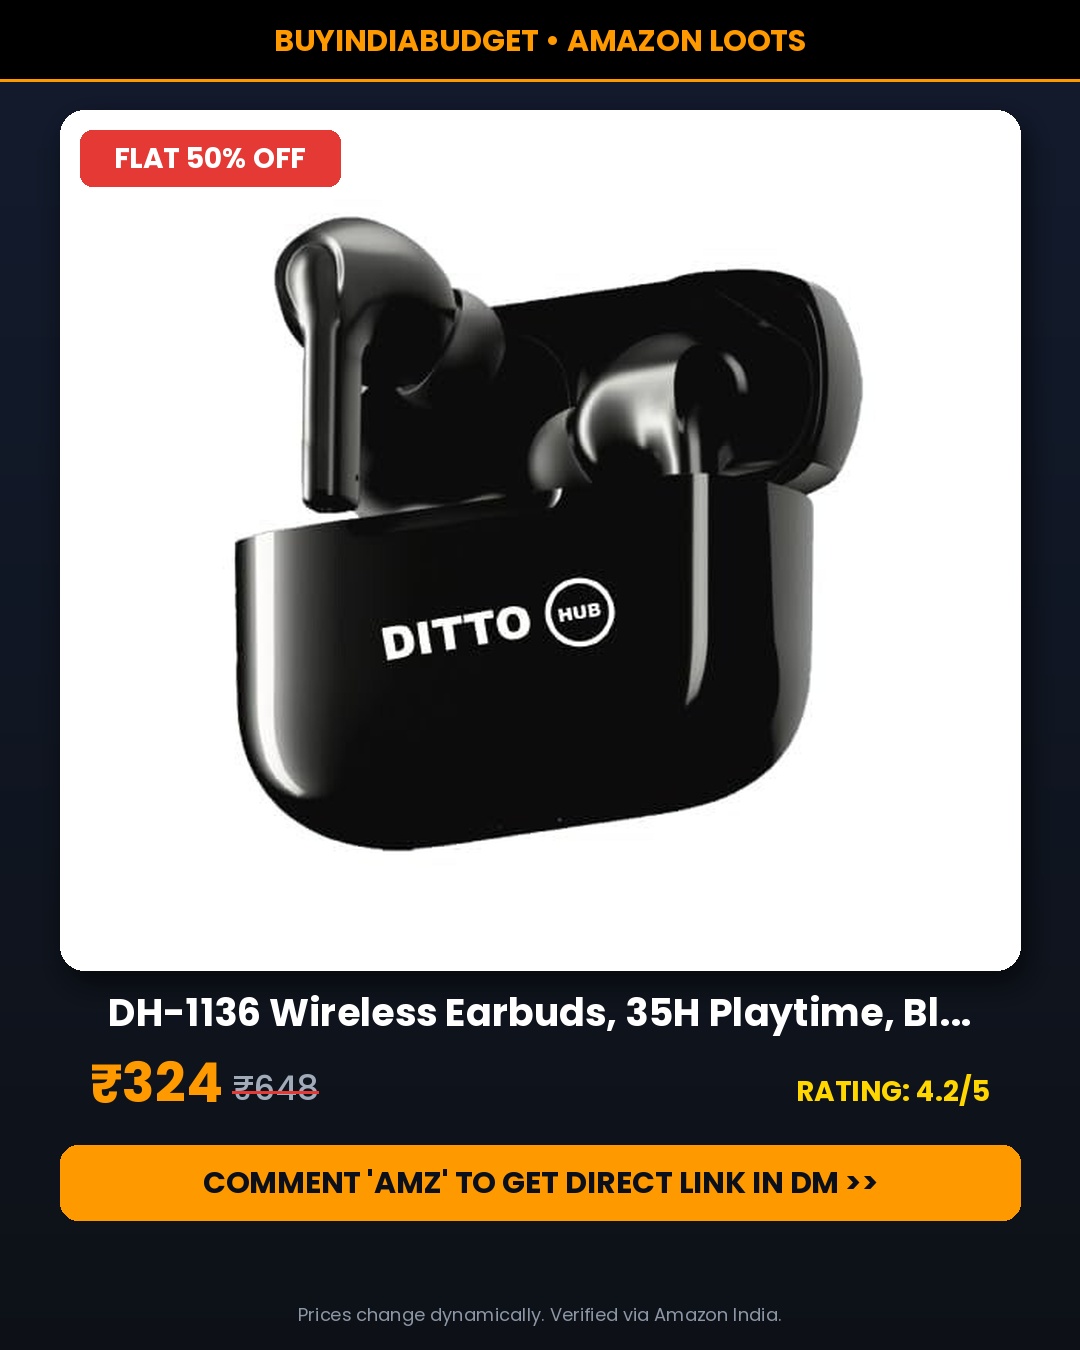 BUYINDIABUDGET • AMAZON LOOTS
FLAT 50% OFF
DITTO HUB
DH-1136 Wireless Earbuds, 35H Playtime, Bl...
₹324 ₹648
RATING: 4.2/5
COMMENT 'AMZ' TO GET DIRECT LINK IN DM >>
Prices change dynamically. Verified via Amazon India.